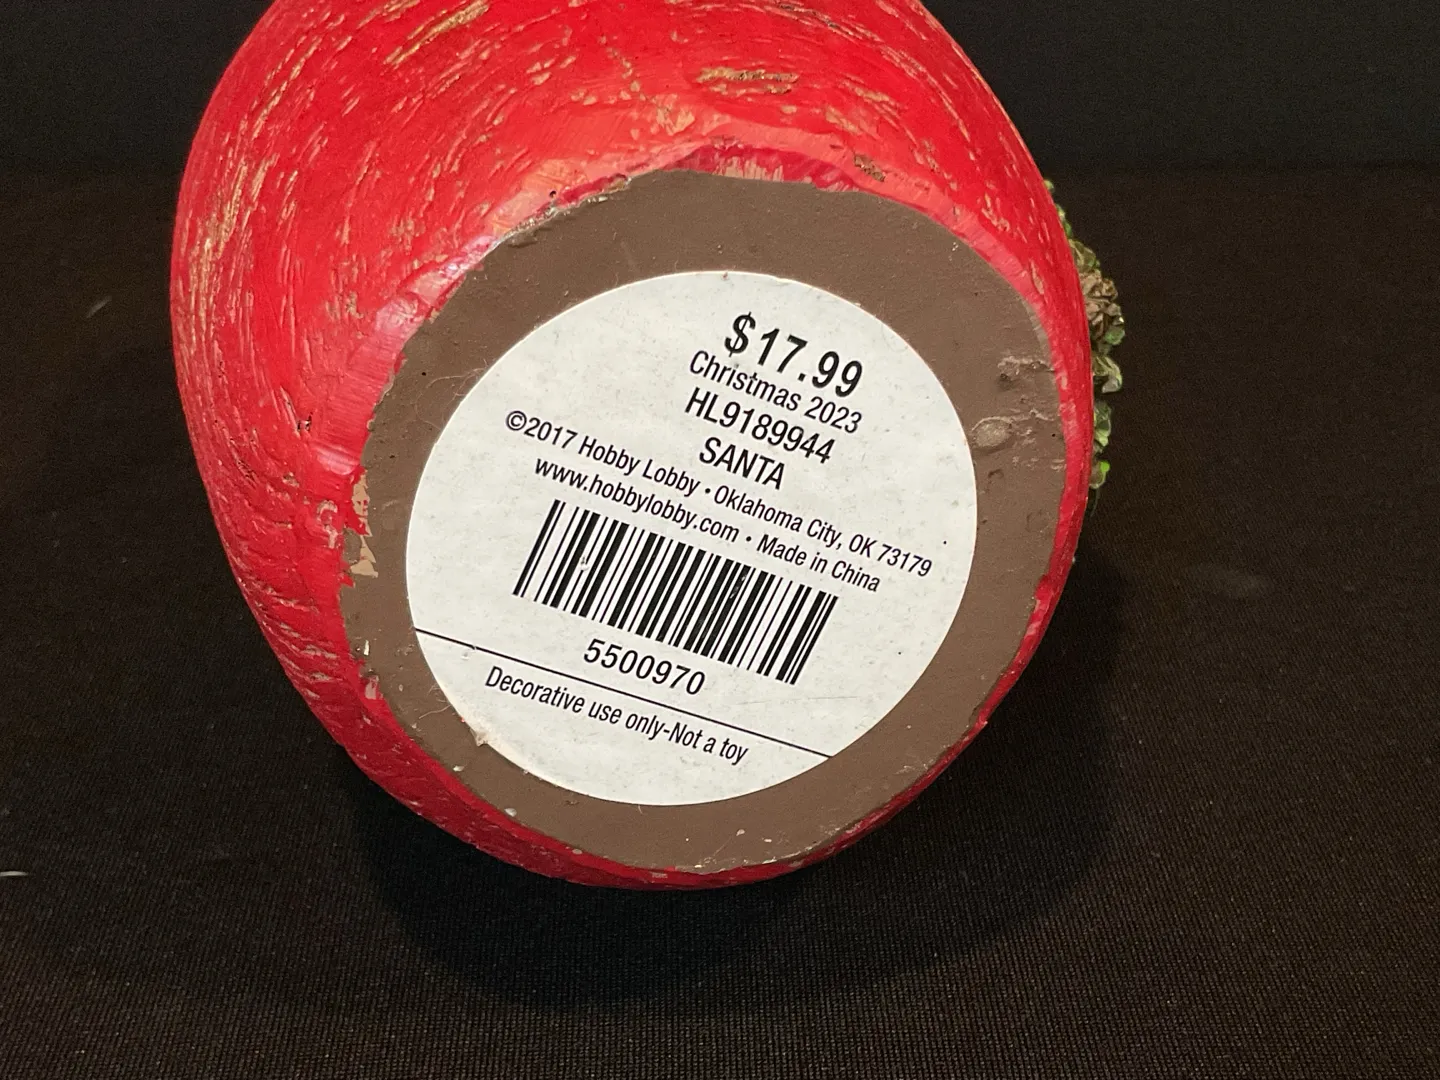 $17.99
Christmas 2023
HL9189944
SANTA
©2017 Hobby Lobby • Oklahoma City, OK 73179
www.hobbylobby.com • Made in China
5500970
Decorative use only-Not a toy